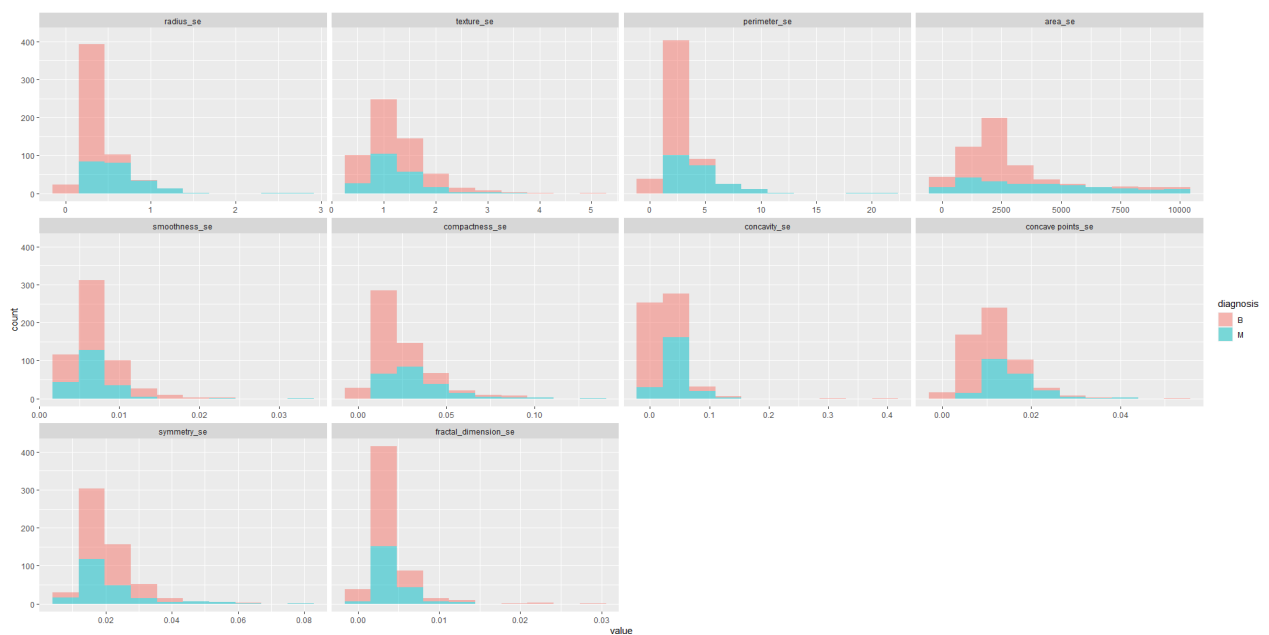 radius_se texture_se perimeter_se area_se
400
300
200
100
0
0 1 2 3 0 1 2 3 4 5 0 5 10 15 20 0 2500 5000 7500 10000
smoothness_se compactness_se concavity_se concave points_se
400
300
200
100
0
0.00 0.01 0.02 0.03 0.00 0.05 0.10 0.0 0.1 0.2 0.3 0.4 0.00 0.02 0.04
symmetry_se fractal_dimension_se
400
300
200
100
0
0.02 0.04 0.06 0.08 0.00 0.01 0.02 0.03
count
value
diagnosis
B
M